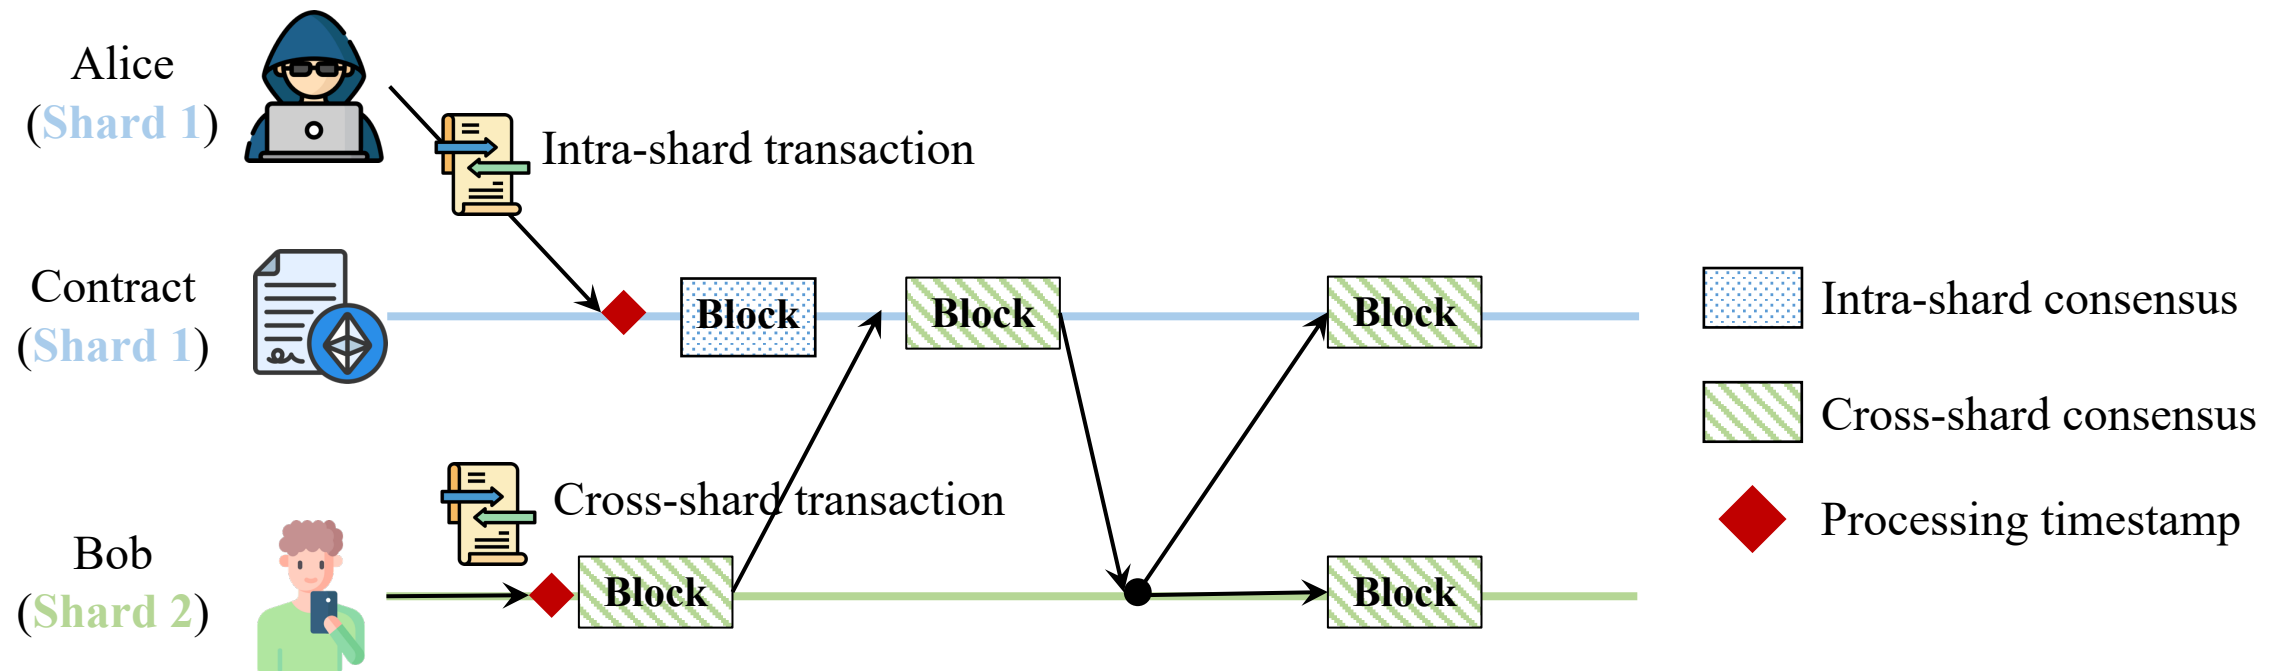 Alice
(Shard 1)
Intra-shard transaction
Contract
(Shard 1)
Block
Block
Block
Cross-shard transaction
Bob
(Shard 2)
Block
Block
Intra-shard consensus
Cross-shard consensus
Processing timestamp